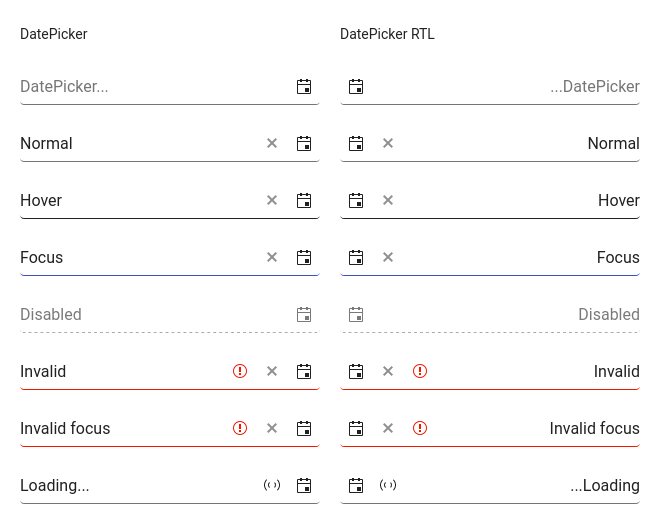 DatePicker DatePicker RTL
DatePicker... ...DatePicker
Normal Normal
Hover Hover
Focus Focus
Disabled Disabled
Invalid Invalid
Invalid focus Invalid focus
Loading... ...Loading